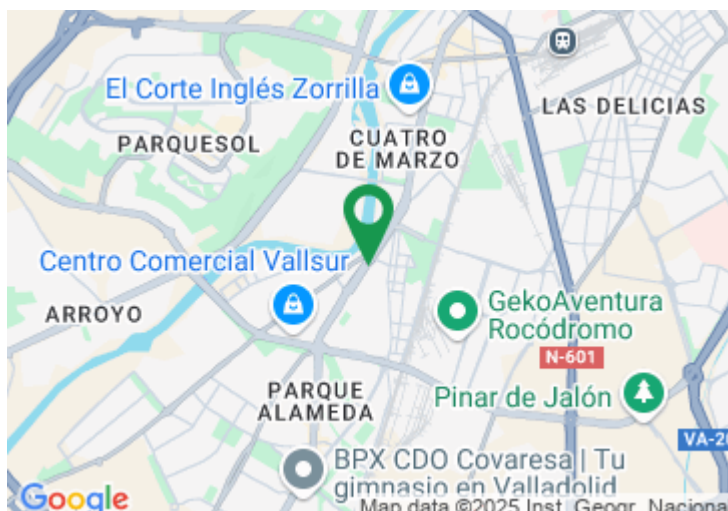 El Corte Inglés Zorrilla
LAS DELICIAS
PARQUESOL
CUATRO
DE MARZO
Centro Comercial Vallsur
ARROYO
GekoAventura
Rocódromo
N-601
PARQUE
ALAMEDA
Pinar de Jalón
VA-20
BPX CDO Covaresa | Tu
gimnasio en Valladolid
Google
Map data ©2025 Inst. Geogr. Naciona